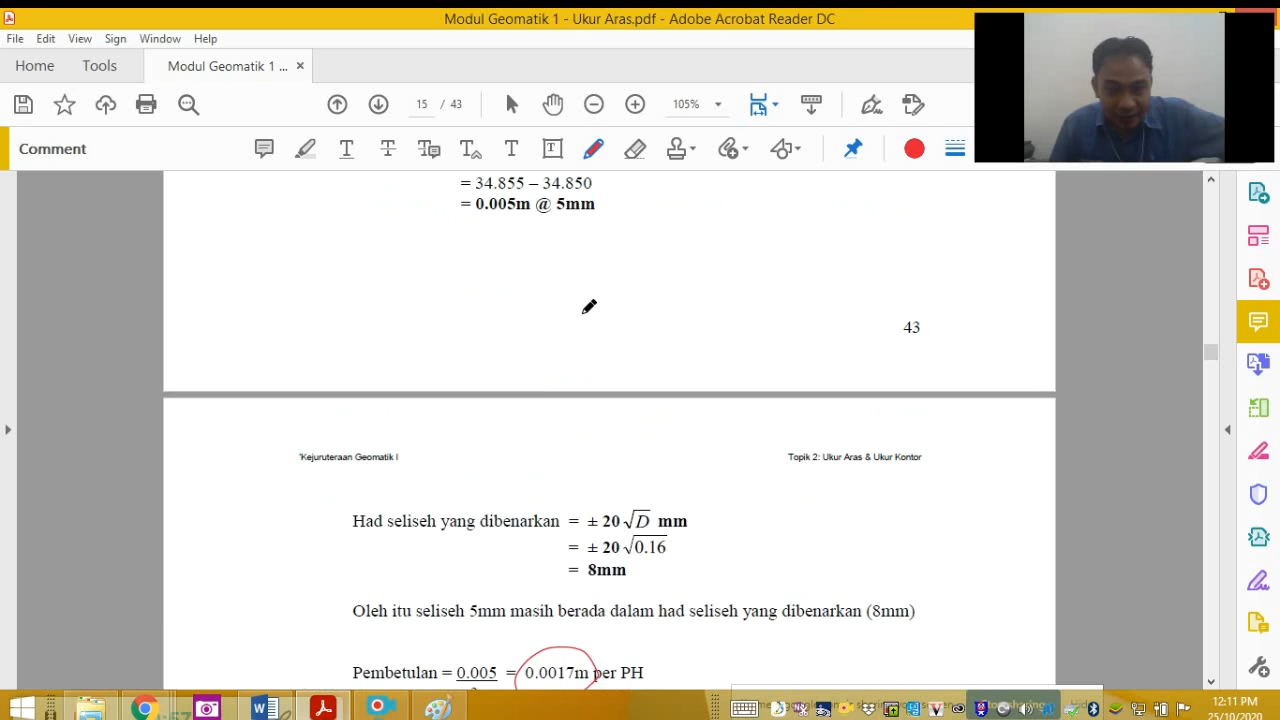 Modul Geomatik 1 - Ukur Aras.pdf - Adobe Acrobat Reader DC
File Edit View Sign Window Help
Home Tools Modul Geomatik 1 ... ×
15 / 43 105%
Comment
= 34.855 – 34.850
= 0.005m @ 5mm
43
'Kejuruteraan Geomatik I Topik 2: Ukur Aras & Ukur Kontor
Had seliseh yang dibenarkan = ± 20 √D mm
= ± 20 √0.16
= 8mm
Oleh itu seliseh 5mm masih berada dalam had seliseh yang dibenarkan (8mm)
Pembetulan = 0.005 = 0.0017m per PH
12:11 PM
25/10/2020